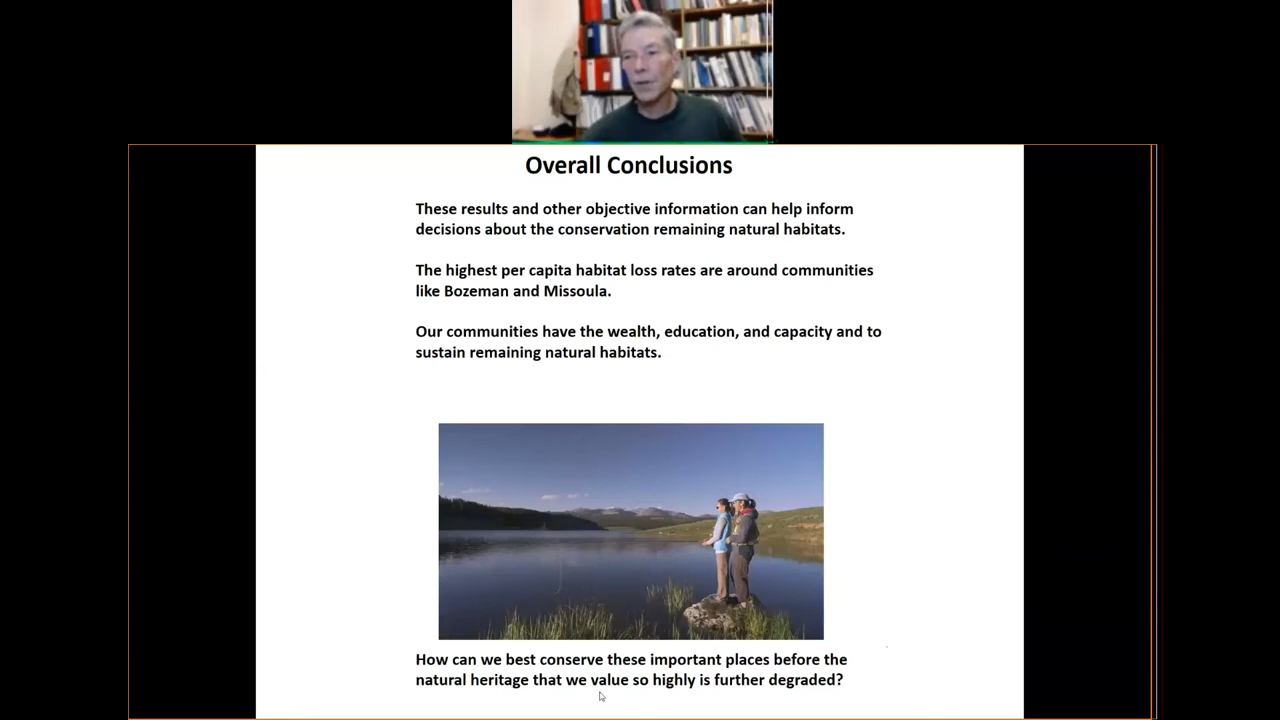 Overall Conclusions
These results and other objective information can help inform
decisions about the conservation remaining natural habitats.
The highest per capita habitat loss rates are around communities
like Bozeman and Missoula.
Our communities have the wealth, education, and capacity and to
sustain remaining natural habitats.
How can we best conserve these important places before the
natural heritage that we value so highly is further degraded?